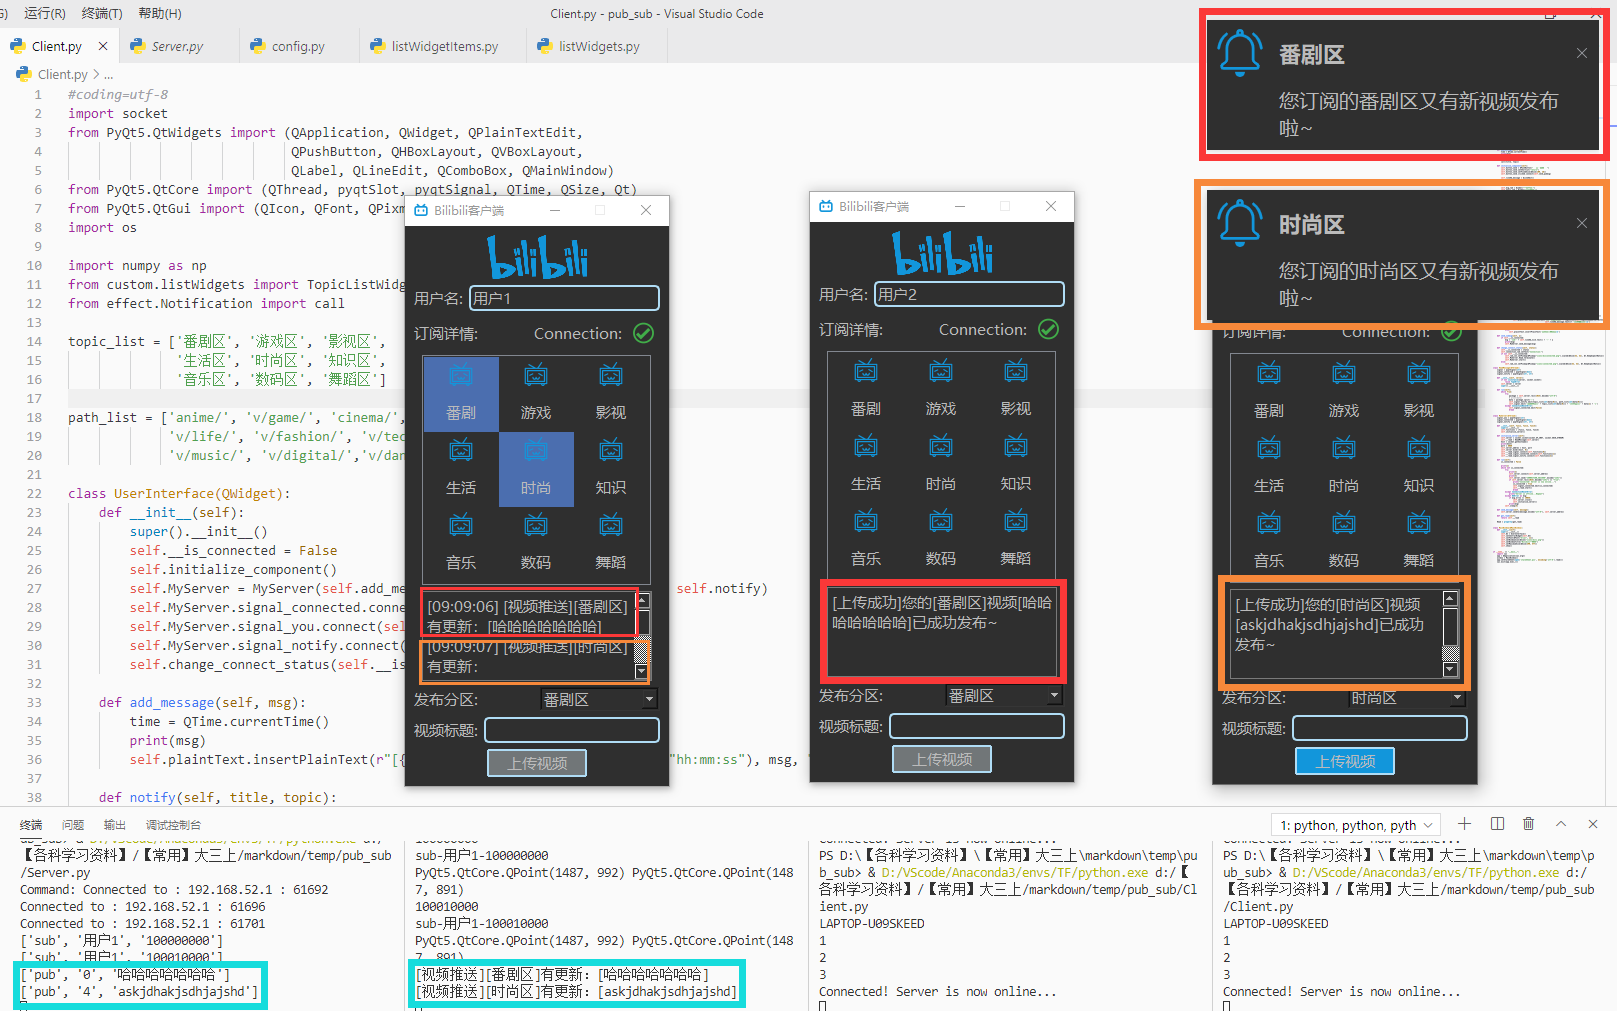 运行(R) 终端(T) 帮助(H)
Client.py - pub_sub - Visual Studio Code
Client.py
Server.py
config.py
listWidgetItems.py
listWidgets.py
Client.py > ...
1 #coding=utf-8
2 import socket
3 from PyQt5.QtWidgets import (QApplication, QWidget, QPlainTextEdit,
4 QPushButton, QHBoxLayout, QVBoxLayout,
5 QLabel, QLineEdit, QComboBox, QMainWindow)
6 from PyQt5.QtCore import (QThread, pyqtSlot, pyqtSignal, QTime, QSize, Qt)
7 from PyQt5.QtGui import (QIcon, QFont, QPixm
8 import os
9
10 import numpy as np
11 from custom.listWidgets import TopicListWidg
12 from effect.Notification import call
13
14 topic_list = ['番剧区', '游戏区', '影视区',
15 '生活区', '时尚区', '知识区',
16 '音乐区', '数码区', '舞蹈区']
17
18 path_list = ['anime/', 'v/game/', 'cinema/',
19 'v/life/', 'v/fashion/', 'v/tec
20 'v/music/', 'v/digital/','v/dan
21
22 class UserInterface(QWidget):
23 def __init__(self):
24 super().__init__()
25 self.__is_connected = False
26 self.initialize_component()
27 self.MyServer = MyServer(self.add_me self.notify)
28 self.MyServer.signal_connected.conne
29 self.MyServer.signal_you.connect(sel
30 self.MyServer.signal_notify.connect(
31 self.change_connect_status(self.__is
32
33 def add_message(self, msg):
34 time = QTime.currentTime()
35 print(msg)
36 self.plaintText.insertPlainText(r"[{ "hh:mm:ss"), msg,
37
38 def notify(self, title, topic):
Bilibili客户端
bilibili
用户名: 用户1
订阅详情: Connection:
番剧 游戏 影视
生活 时尚 知识
音乐 数码 舞蹈
[09:09:06] [视频推送][番剧区]
有更新: [哈哈哈哈哈哈哈]
[09:09:07] [视频推送][时尚区]
有更新:
发布分区: 番剧区
视频标题:
上传视频
Bilibili客户端
bilibili
用户名: 用户2
订阅详情: Connection:
番剧 游戏 影视
生活 时尚 知识
音乐 数码 舞蹈
[上传成功]您的[番剧区]视频[哈哈
哈哈哈哈哈]已成功发布~
发布分区: 番剧区
视频标题:
上传视频
番剧区
您订阅的番剧区又有新视频发布
啦~
时尚区
您订阅的时尚区又有新视频发布
啦~
订阅详情: Connection:
番剧 游戏 影视
生活 时尚 知识
音乐 数码 舞蹈
[上传成功]您的[时尚区]视频
[askjdhakjsdhjajshd]已成功
发布~
发布分区: 时尚区
视频标题:
上传视频
终端 问题 输出 调试控制台
1: python, python, pyth
ub_sub> & D:/VScode/Anaconda3/envs/TF/python.exe d:/
【各科学习资料】/【常用】大三上/markdown/temp/pub_sub
/Server.py
Command: Connected to : 192.168.52.1 : 61692
Connected to : 192.168.52.1 : 61696
Connected to : 192.168.52.1 : 61701
['sub', '用户1', '100000000']
['sub', '用户1', '100010000']
['pub', '0', '哈哈哈哈哈哈哈']
['pub', '4', 'askjdhakjsdhjajshd']
100000000
sub-用户1-100000000
PyQt5.QtCore.QPoint(1487, 992) PyQt5.QtCore.QPoint(148
7, 891)
100010000
sub-用户1-100010000
PyQt5.QtCore.QPoint(1487, 992) PyQt5.QtCore.QPoint(148
7, 891)
[视频推送][番剧区]有更新: [哈哈哈哈哈哈哈]
[视频推送][时尚区]有更新: [askjdhakjsdhjajshd]
Connected! Server is now online...
PS D:\【各科学习资料】\【常用】大三上\markdown\temp\pu
b_sub> & D:/VScode/Anaconda3/envs/TF/python.exe d:/【
各科学习资料】/【常用】大三上/markdown/temp/pub_sub/Cl
ient.py
LAPTOP-U09SKEED
1
2
3
Connected! Server is now online...
Connected! Server is now online...
PS D:\【各科学习资料】\【常用】大三上\markdown\temp\p
ub_sub> & D:/VScode/Anaconda3/envs/TF/python.exe d:/
【各科学习资料】/【常用】大三上/markdown/temp/pub_sub
/Client.py
LAPTOP-U09SKEED
1
2
3
Connected! Server is now online...